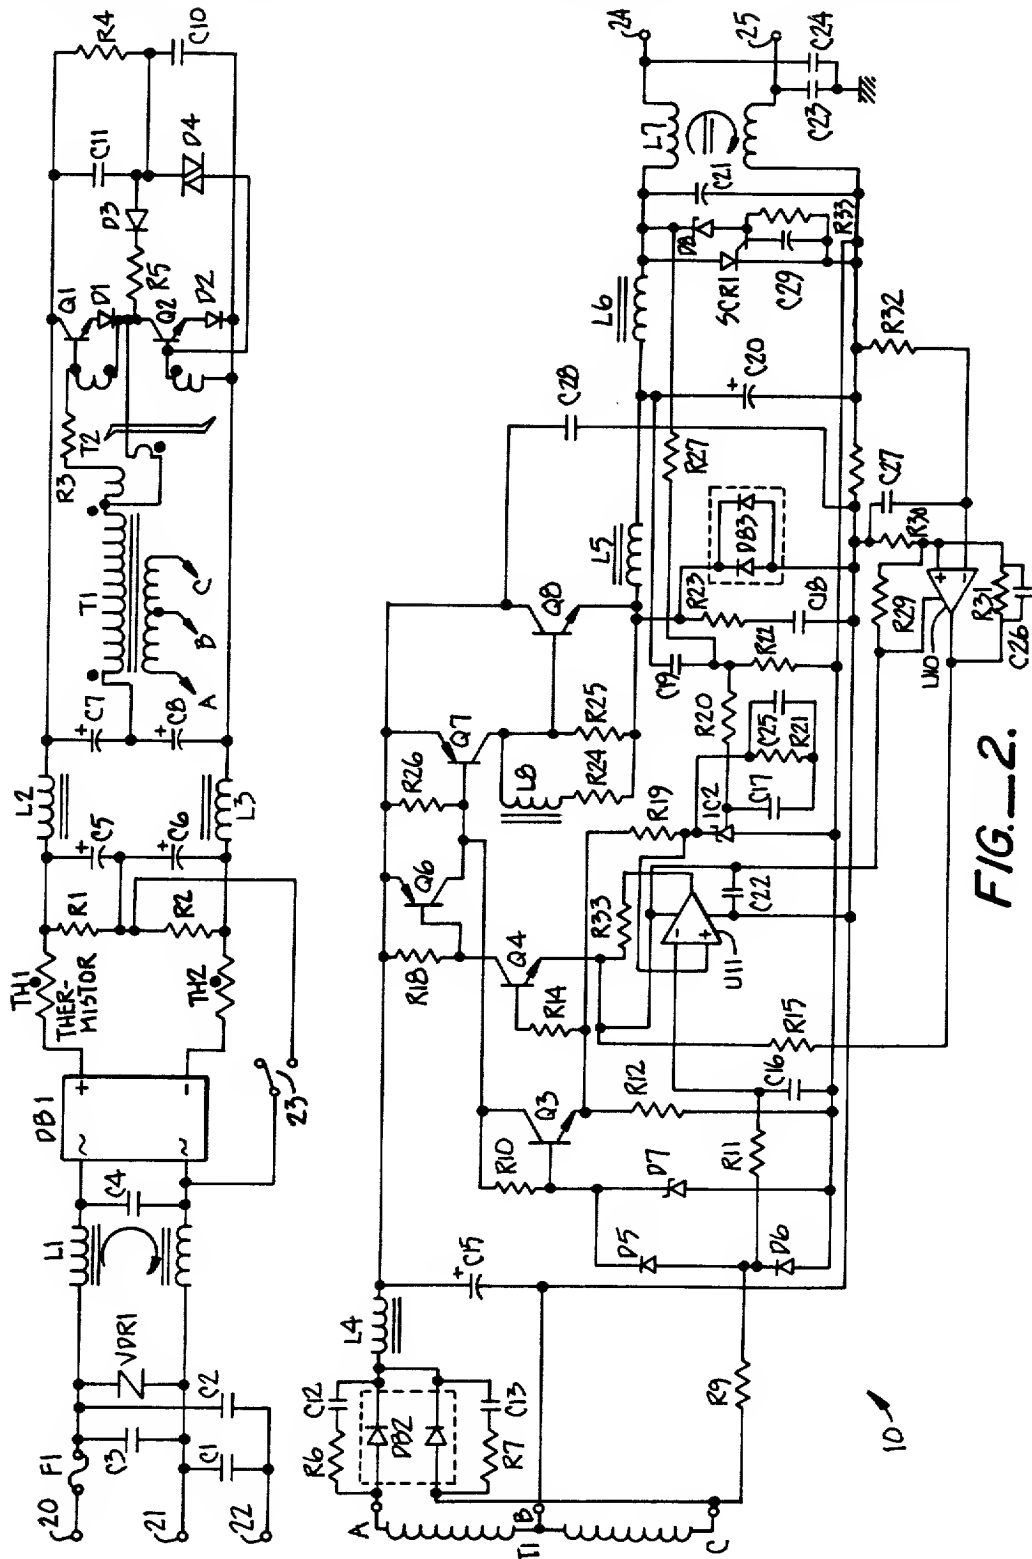 20
F1
C3
VDR1
L1
C4
DB1
~
+
~
-
TH1
THER-
MISTOR
R1
C5
+
L2
C7
+
T1
R3
T2
Q1
D1
D3
C11
R4
21
C1
C2
22
23
TH2
R2
C6
+
L3
C8
+
A
B
C
R5
Q2
D2
D4
C10
A
R6
C12
DB2
R7
C13
L4
T1
B
C
C15
+
R9
D5
D6
R10
D7
Q3
R11
R12
C16
R18
Q6
Q4
R14
R15
R33
-
+
U11
R26
Q7
L8
R24
R25
R19
IC2
C17
C25
R21
C22
R20
Q8
C19
R22
R23
C18
L5
DB3
R27
C28
C20
+
L6
SCR1
D8
C29
R33
C21
L7
24
25
C23
C24
R29
U10
+
-
R30
C27
R31
C26
R32
10
FIG._2.